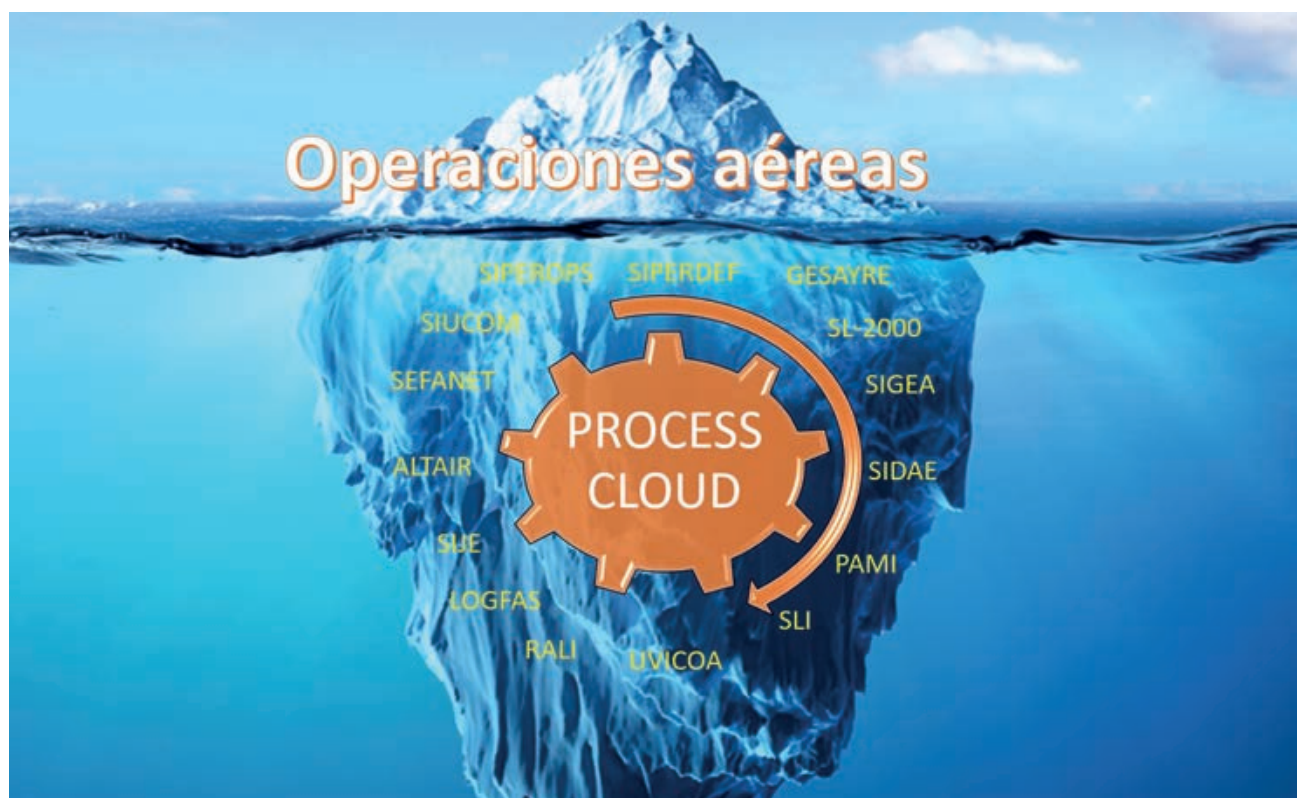 Operaciones aéreas
SIPEROPS SIPERDEF GESAYRE
SIUCOM SL-2000
SEFANET SIGEA
PROCESS
CLOUD
ALTAIR SIDAE
SIJE PAMI
LOGFAS SLI
RALI UVICOA